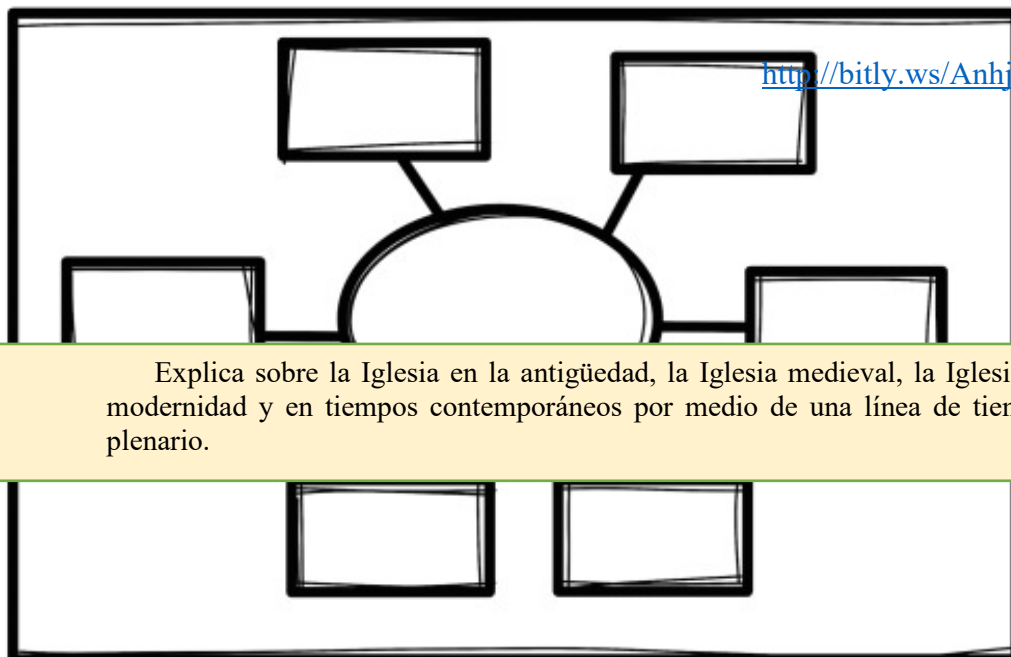 http://bitly.ws/Anhj
Explica sobre la Iglesia en la antigüedad, la Iglesia medieval, la Iglesi
modernidad y en tiempos contemporáneos por medio de una línea de tien
plenario.